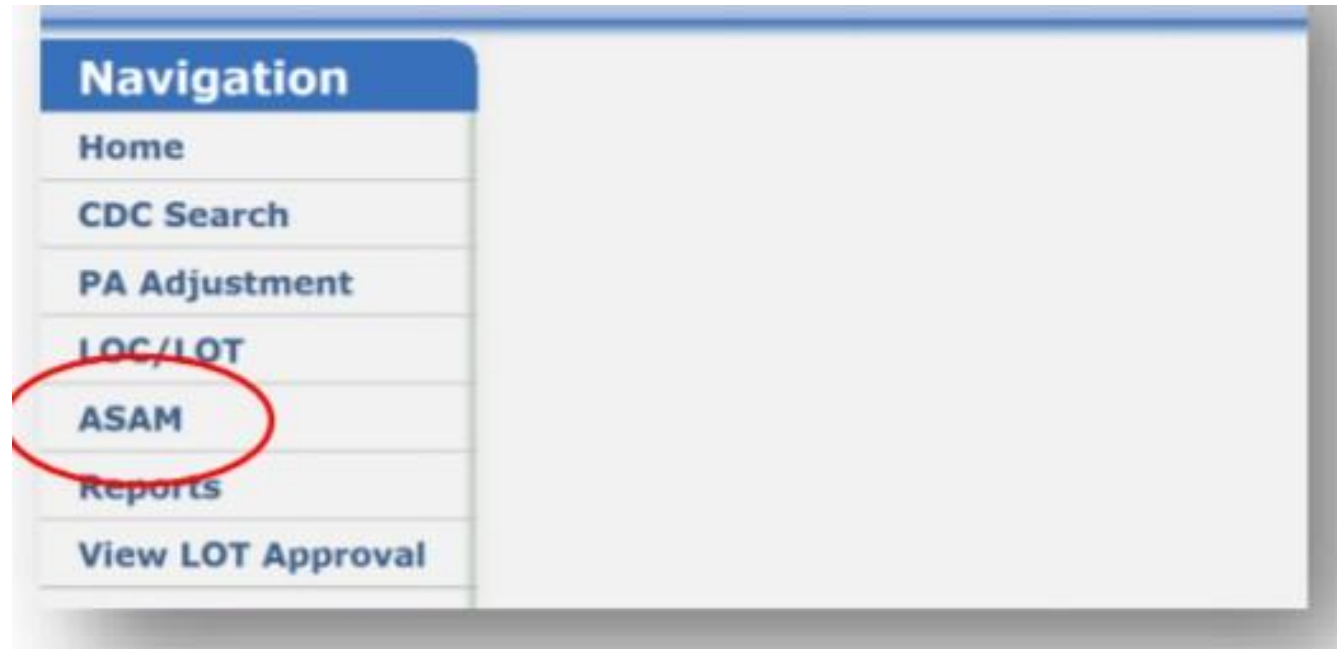 Navigation
Home
CDC Search
PA Adjustment
LOC/LOT
ASAM
Reports
View LOT Approval